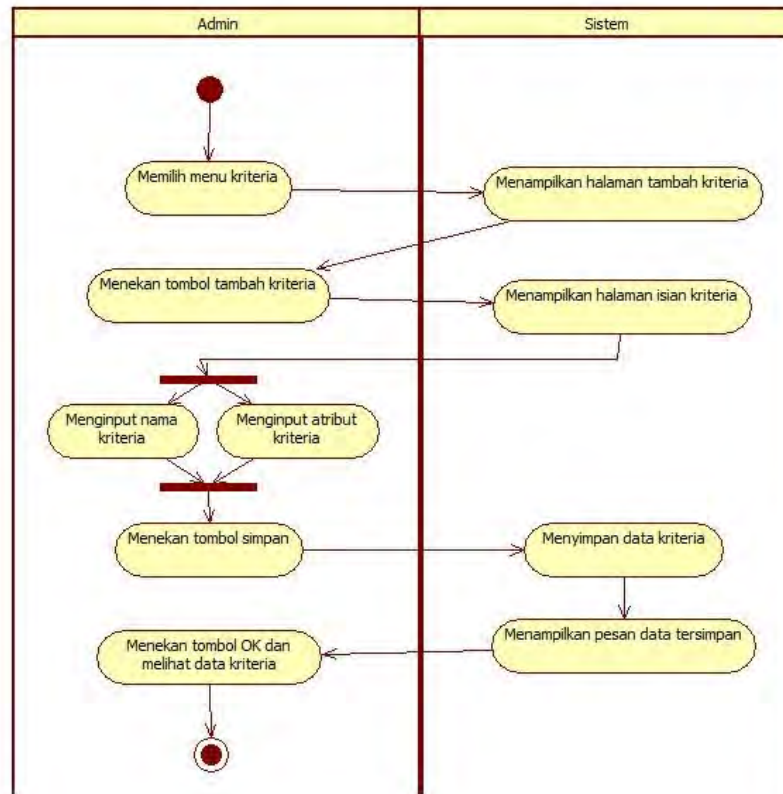 Admin
Sistem
Memilih menu kriteria
Menampilkan halaman tambah kriteria
Menekan tombol tambah kriteria
Menampilkan halaman isian kriteria
Menginput nama
kriteria
Menginput atribut
kriteria
Menekan tombol simpan
Menyimpan data kriteria
Menampilkan pesan data tersimpan
Menekan tombol OK dan
melihat data kriteria